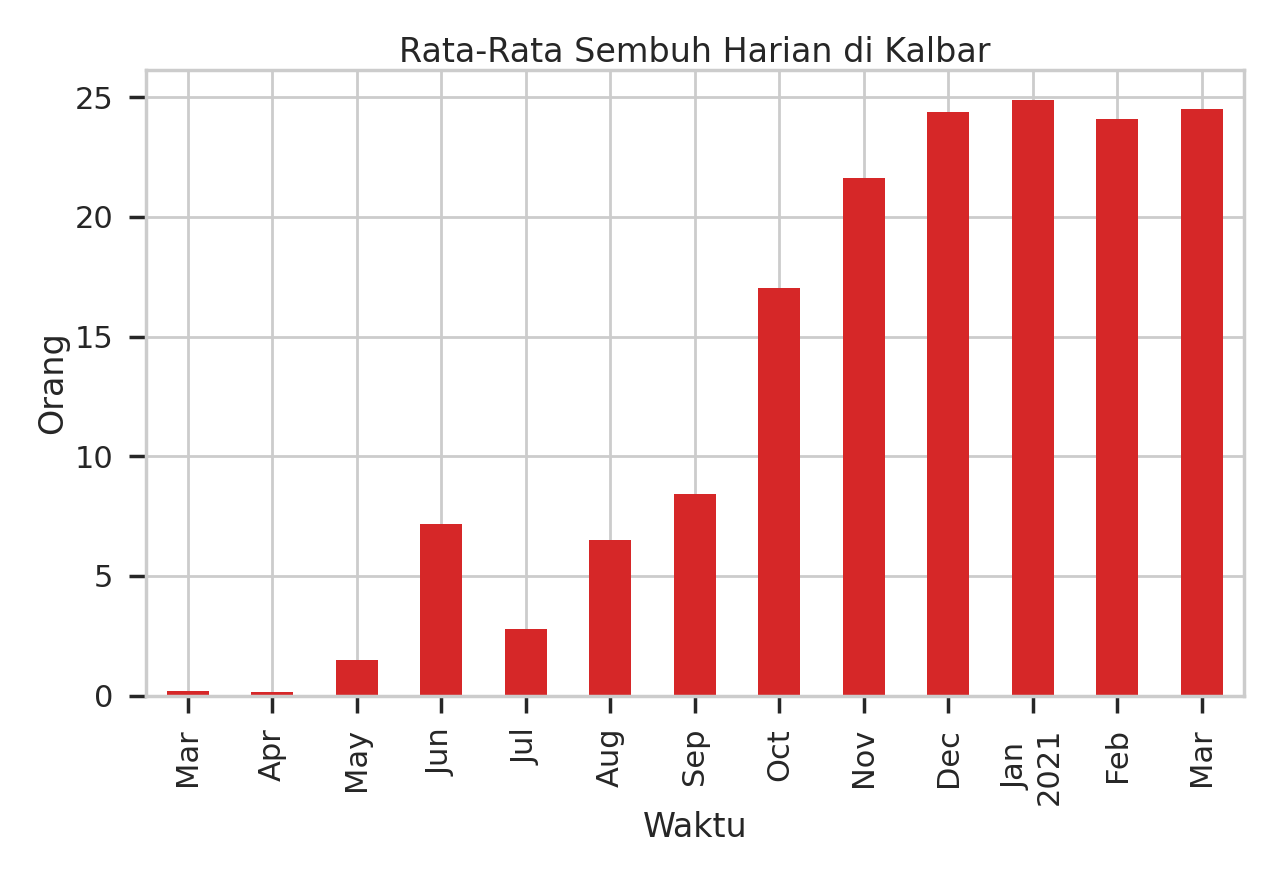 Rata-Rata Sembuh Harian di Kalbar
25
20
15
10
5
0
Orang
Mar
Apr
May
Jun
Jul
Aug
Sep
Oct
Nov
Dec
Jan
2021
Feb
Mar
Waktu